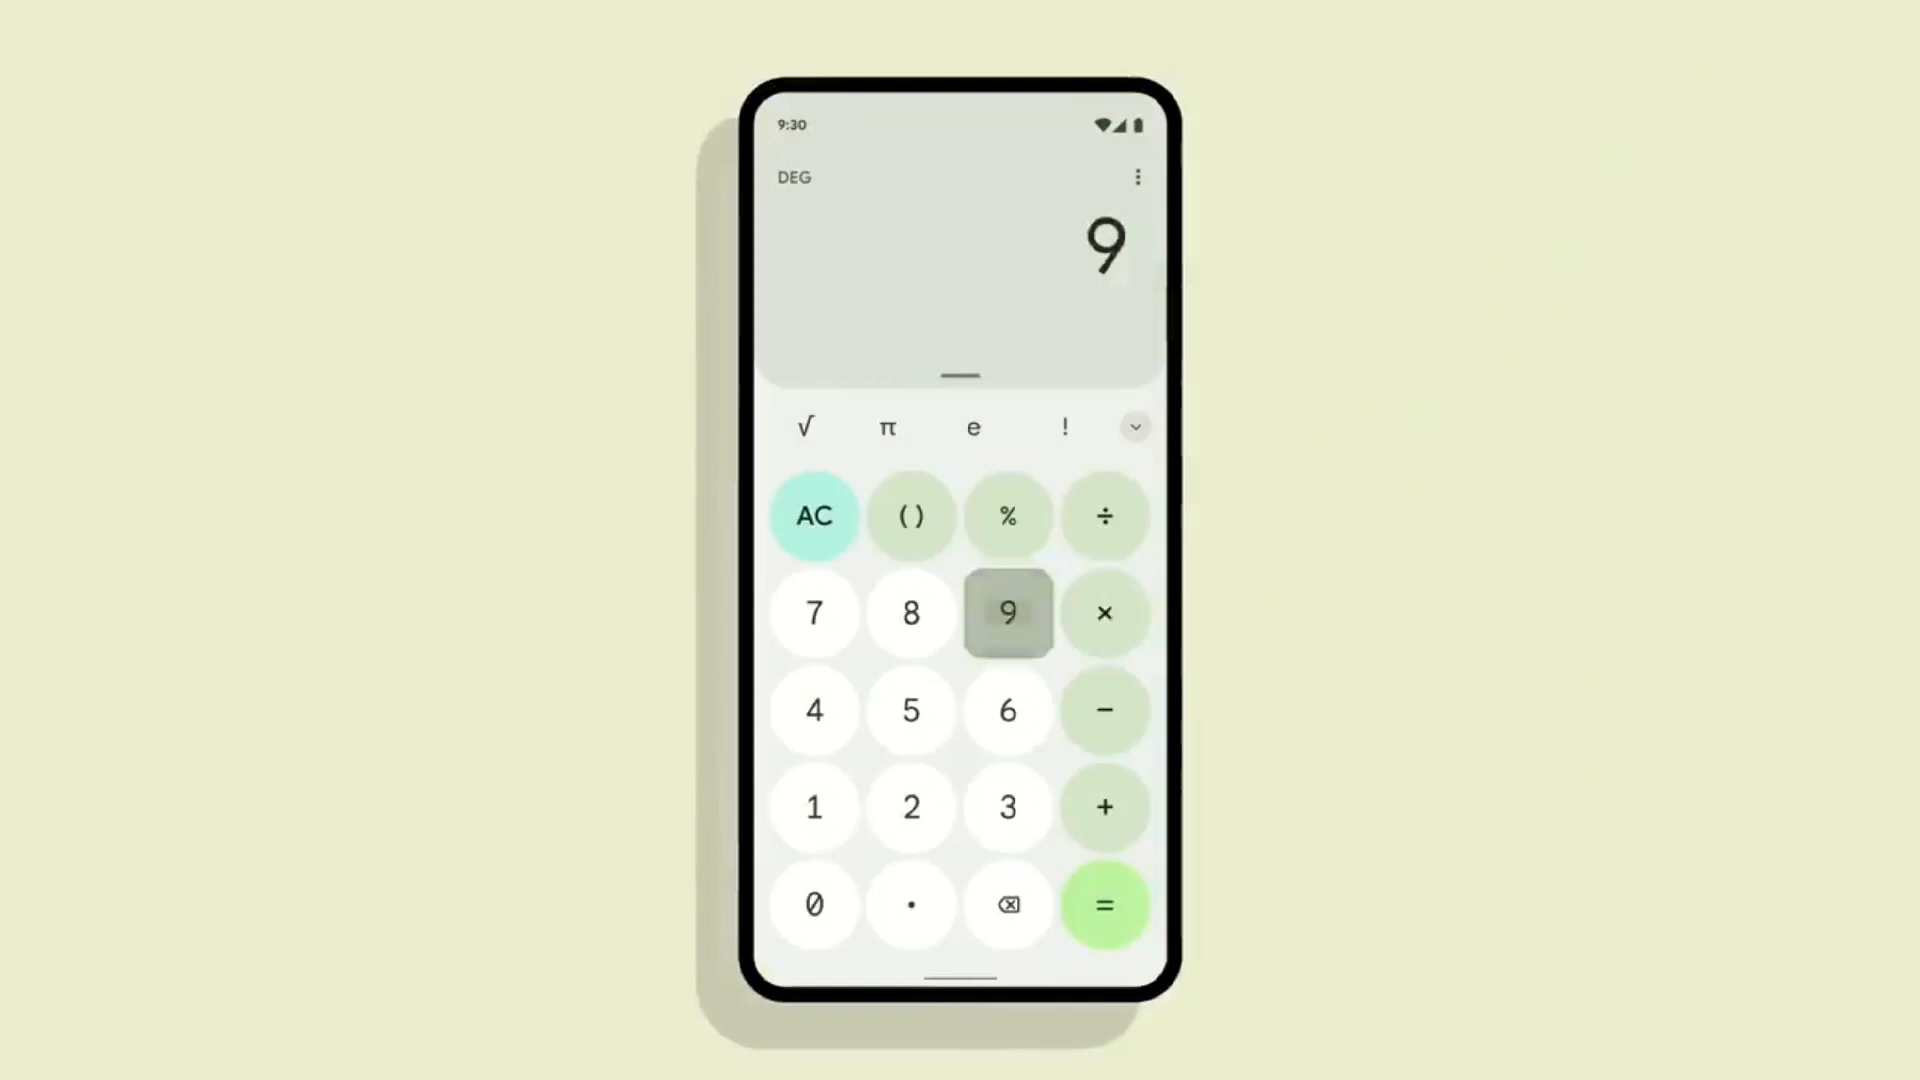 9:30
DEG
9
√ π e !
AC () % ÷
7 8 9 ×
4 5 6 −
1 2 3 +
0 . =